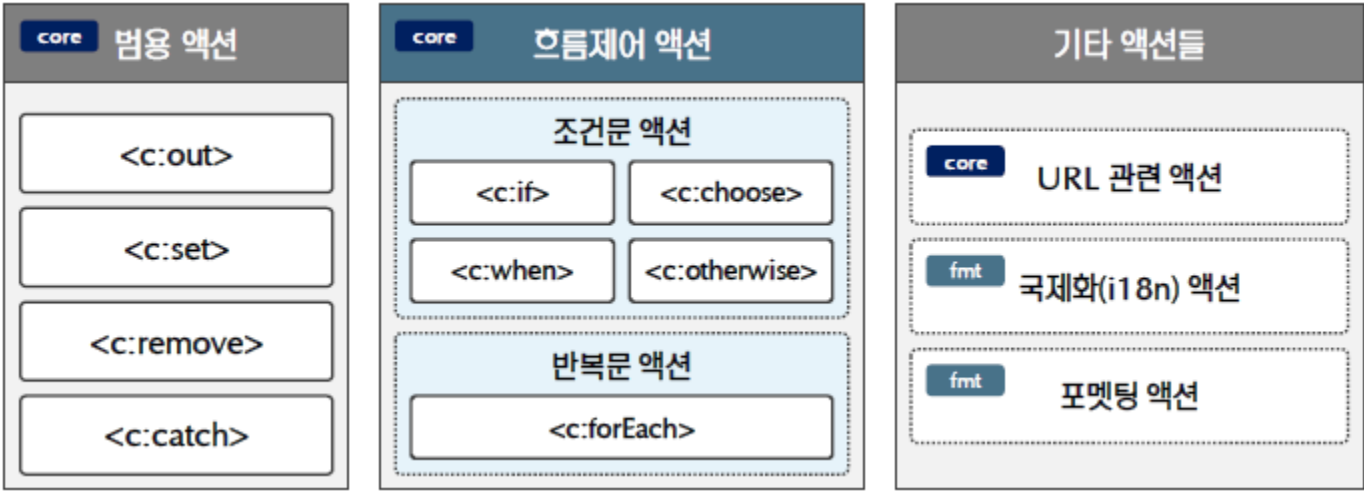 core 범용 액션
<c:out>
<c:set>
<c:remove>
<c:catch>
core 흐름제어 액션
조건문 액션
<c:if> <c:choose>
<c:when> <c:otherwise>
반복문 액션
<c:forEach>
기타 액션들
core URL 관련 액션
fmt 국제화(i18n) 액션
fmt 포멧팅 액션